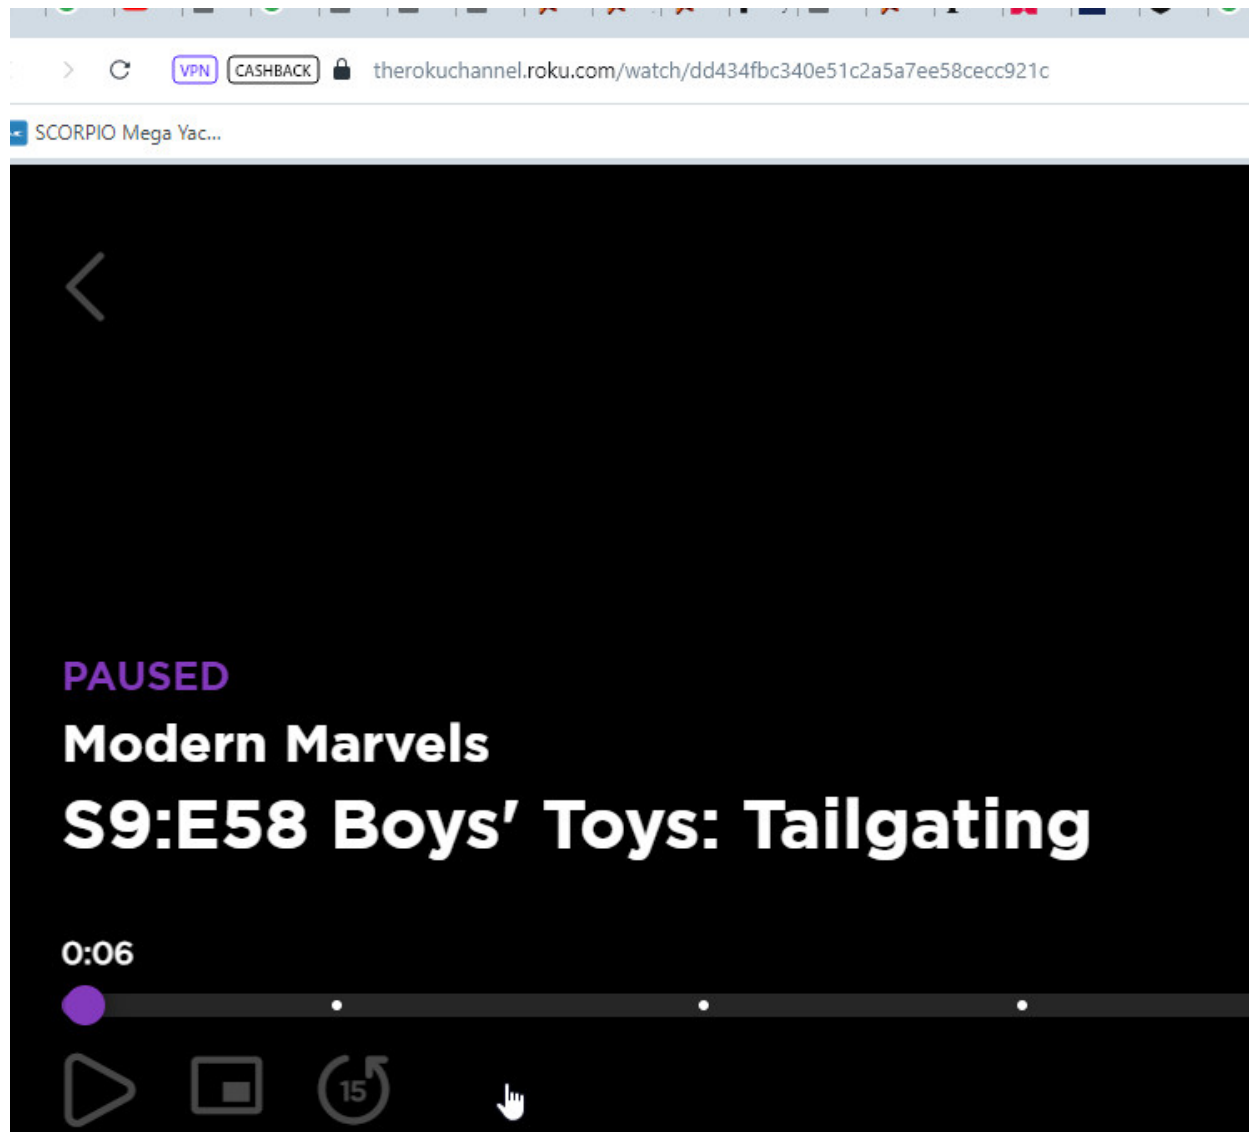 VPN CASHBACK therokuchannel.roku.com/watch/dd434fbc340e51c2a5a7ee58cecc921c
SCORPIO Mega Yac...
PAUSED
Modern Marvels
S9:E58 Boys' Toys: Tailgating
0:06
15